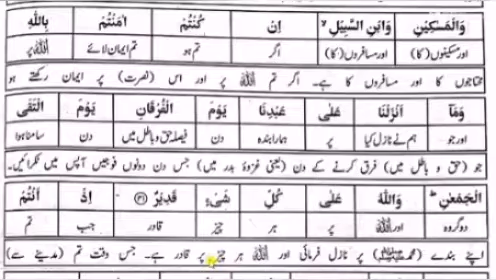 وَالْمَسٰكِيْنِ وَابْنِ السَّبِيْلِ ۙ اِنْ كُنْتُمْ اٰمَنْتُمْ بِاللّٰهِ
اور مسکینوں (کا) اور مسافروں (کا) اگر تم ہو تم ایمان لائے اللہ پر
محتاجوں کا اور مسافروں کا ہے۔ اگر تم اللہ پر اور اس (نصرت) پر ایمان رکھتے ہو
وَمَآ اَنْزَلْنَا عَلٰى عَبْدِنَا يَوْمَ الْفُرْقَانِ يَوْمَ الْتَقَى
اور جو ہم نے نازل کیا پر ہمارا بندہ دن فیصلہ حق و باطل میں دن سامنا ہوا
جو (حق و باطل میں) فرق کرنے کے دن (یعنی غزوۂ بدر میں) جس دن دونوں فوجیں آپس میں ٹکرائیں۔
الْجَمْعٰنِ ؕ وَاللّٰهُ عَلٰى كُلِّ شَیْءٍ قَدِيْرٌ ﴿۴۱﴾ اِذْ اَنْتُمْ
دو گروہ اور اللہ پر ہر چیز قادر جب تم
اپنے بندے (محمد ﷺ) پر نازل فرمائی اور اللہ ہر چیز پر قادر ہے۔ جس وقت تم (مدینے سے)